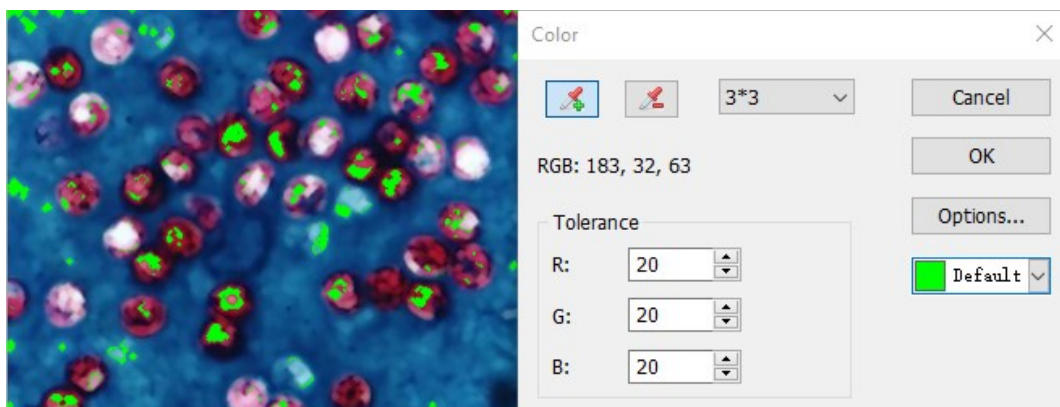 Color
3*3
Cancel
RGB: 183, 32, 63
OK
Tolerance
Options...
R: 20
Default
G: 20
B: 20